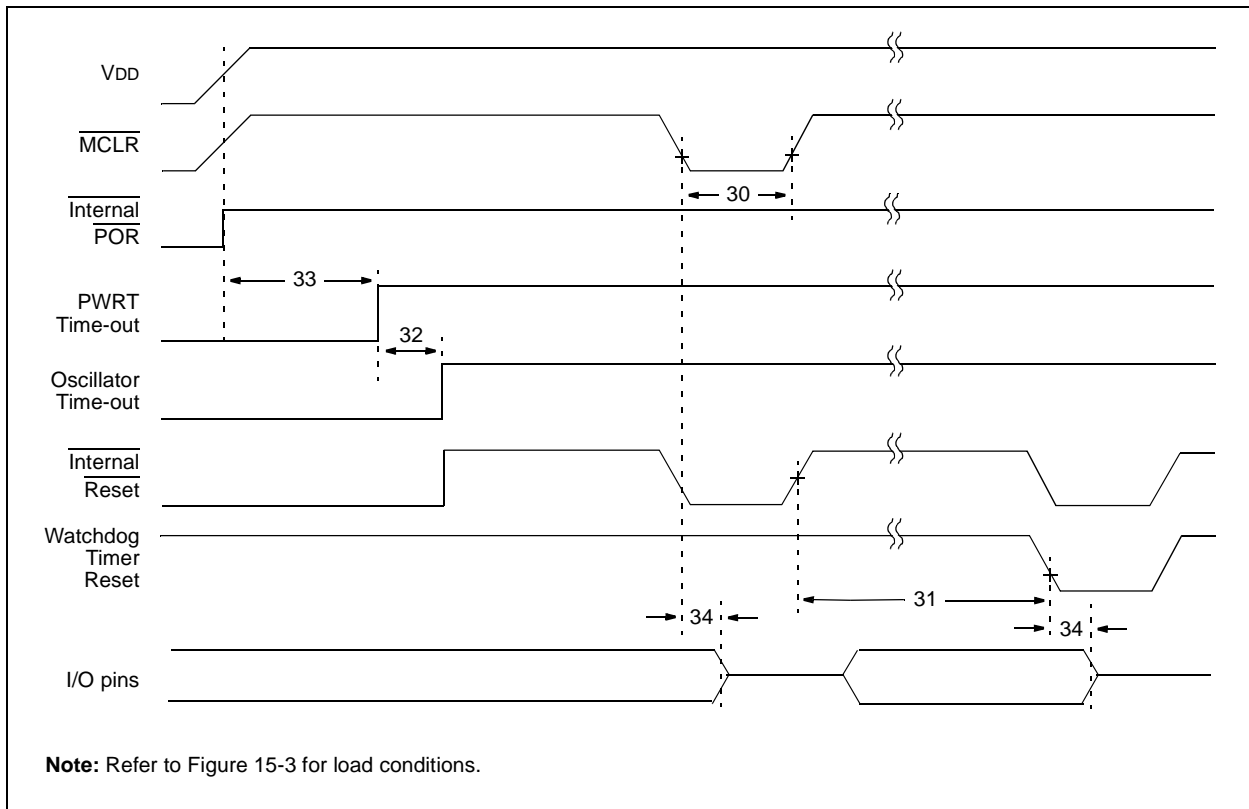 VDD
MCLR
30
Internal
POR
33
PWRT
Time-out
32
Oscillator
Time-out
Internal
Reset
Watchdog
Timer
Reset
31
34
34
I/O pins
Note: Refer to Figure 15-3 for load conditions.